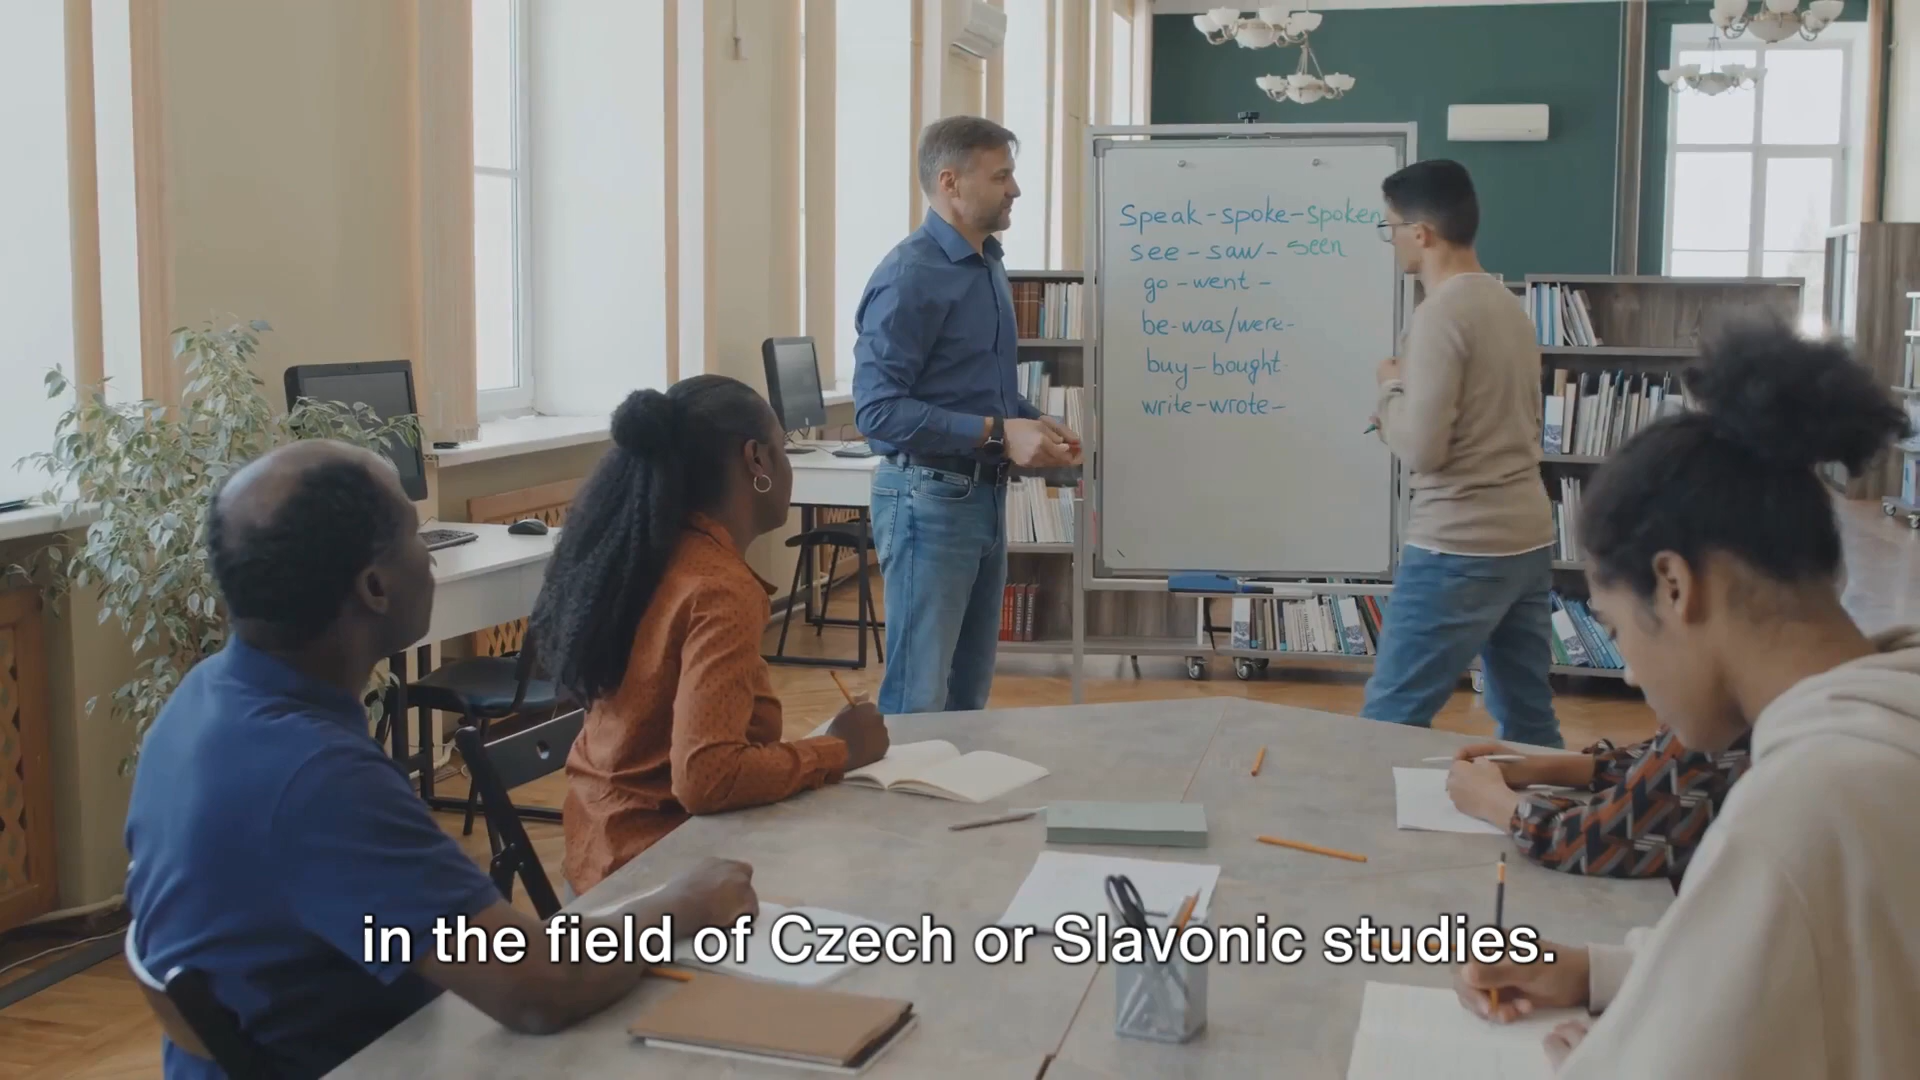 Speak-spoke-spoken
see-saw-seen
go-went-
be-was/were-
buy-bought-
write-wrote-
in the field of Czech or Slavonic studies.